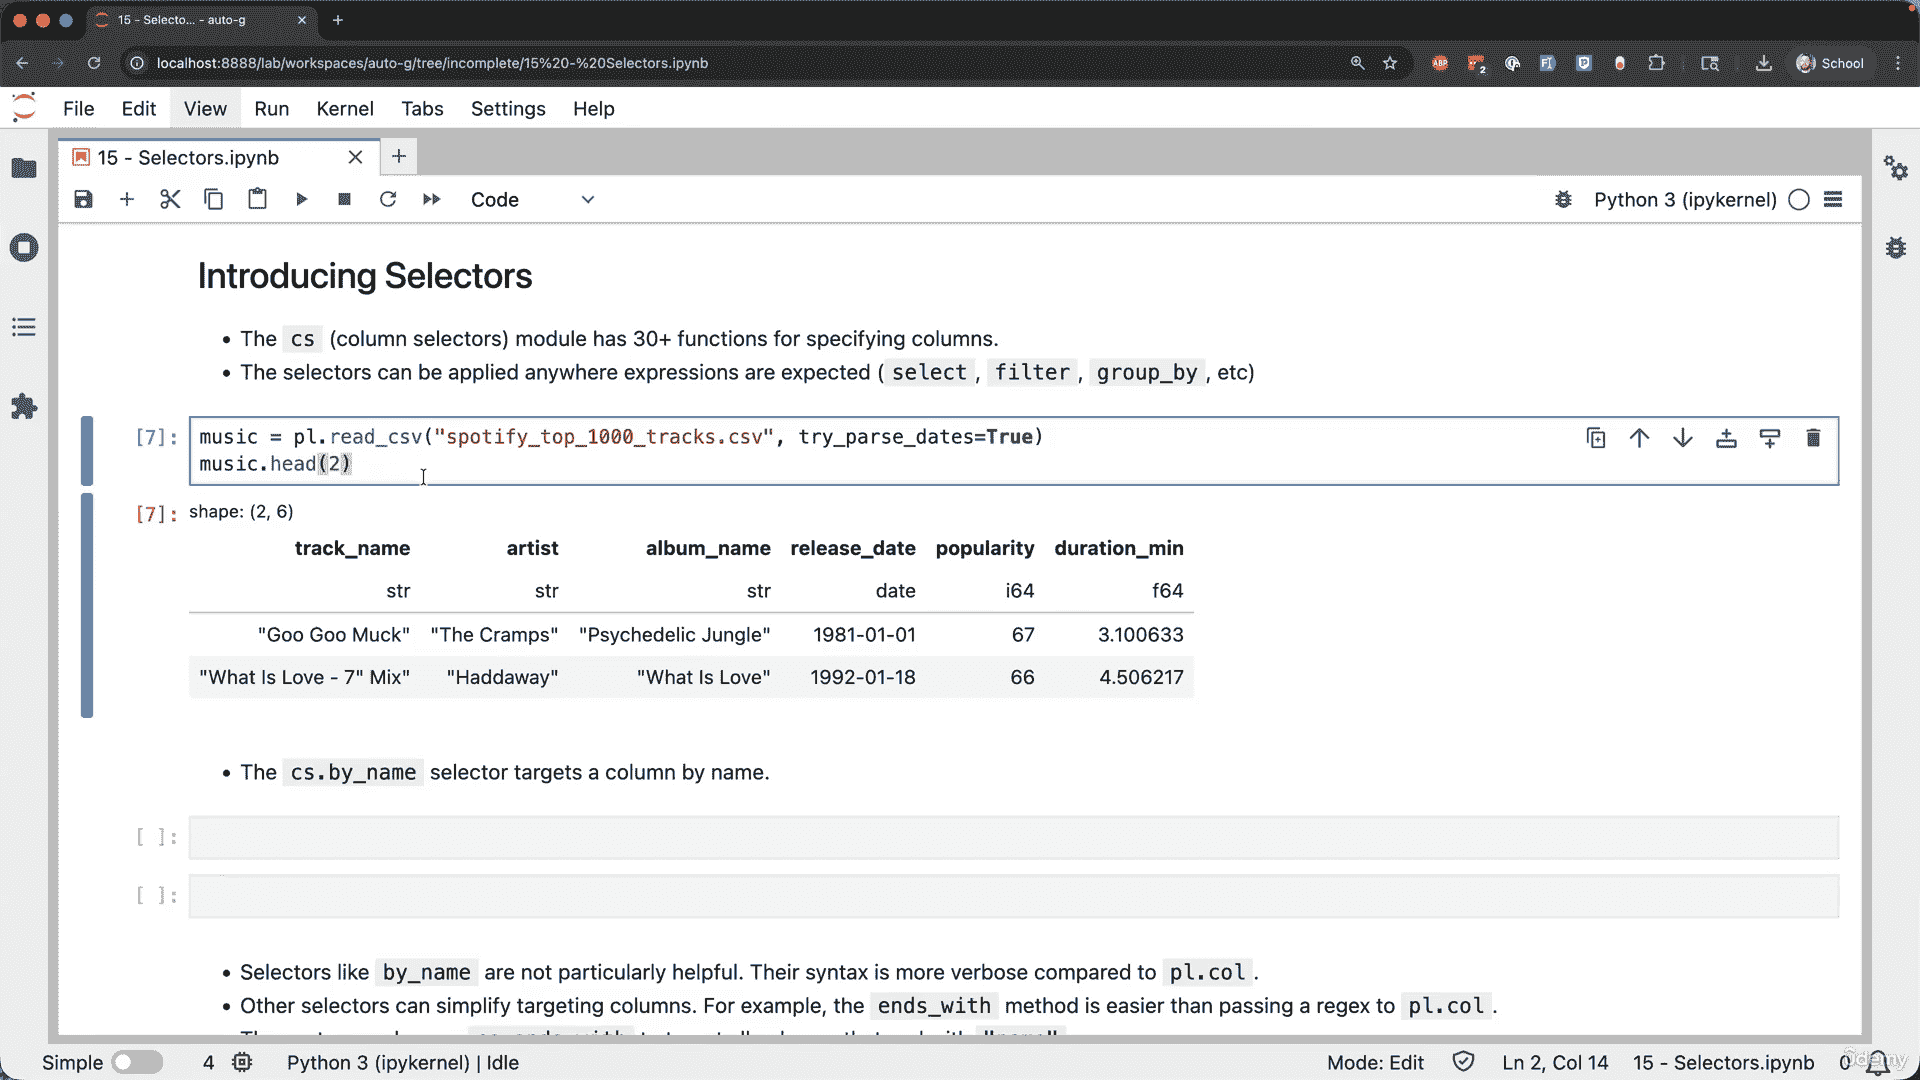 15 - Selecto... - auto-g
localhost:8888/lab/workspaces/auto-g/tree/incomplete/15%20-%20Selectors.ipynb
ABP
2
School
File Edit View Run Kernel Tabs Settings Help
15 - Selectors.ipynb
Code
Python 3 (ipykernel)
Introducing Selectors
• The cs (column selectors) module has 30+ functions for specifying columns.
• The selectors can be applied anywhere expressions are expected ( select , filter , group_by , etc)
[7]: music = pl.read_csv("spotify_top_1000_tracks.csv", try_parse_dates=True)
music.head(2)
[7]: shape: (2, 6)
track_name artist album_name release_date popularity duration_min
str str str date i64 f64
"Goo Goo Muck" "The Cramps" "Psychedelic Jungle" 1981-01-01 67 3.100633
"What Is Love - 7" Mix" "Haddaway" "What Is Love" 1992-01-18 66 4.506217
• The cs.by_name selector targets a column by name.
[ ]:
[ ]:
• Selectors like by_name are not particularly helpful. Their syntax is more verbose compared to pl.col .
• Other selectors can simplify targeting columns. For example, the ends_with method is easier than passing a regex to pl.col .
Simple 4 Python 3 (ipykernel) | Idle Mode: Edit Ln 2, Col 14 15 - Selectors.ipynb 0
Udemy